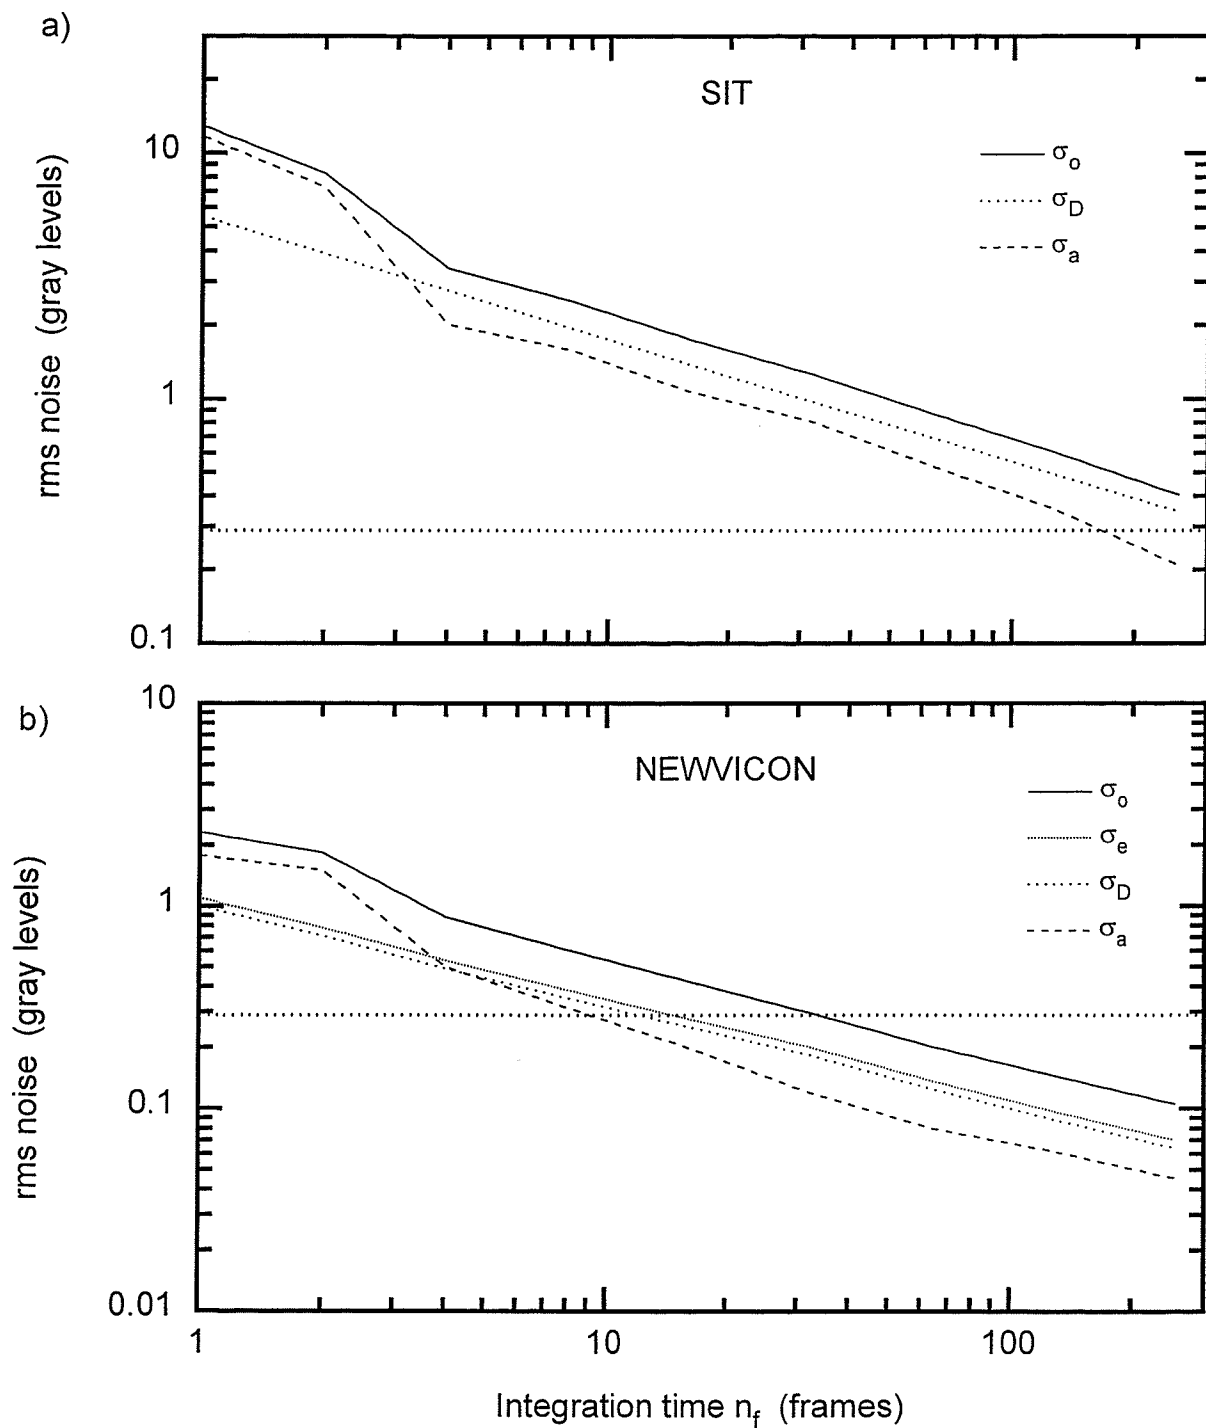 a)
SIT
rms noise (gray levels)
10
1
0.1
σo
σD
σa
b)
NEWVICON
rms noise (gray levels)
10
1
0.1
0.01
σo
σe
σD
σa
1 10 100
Integration time nf (frames)